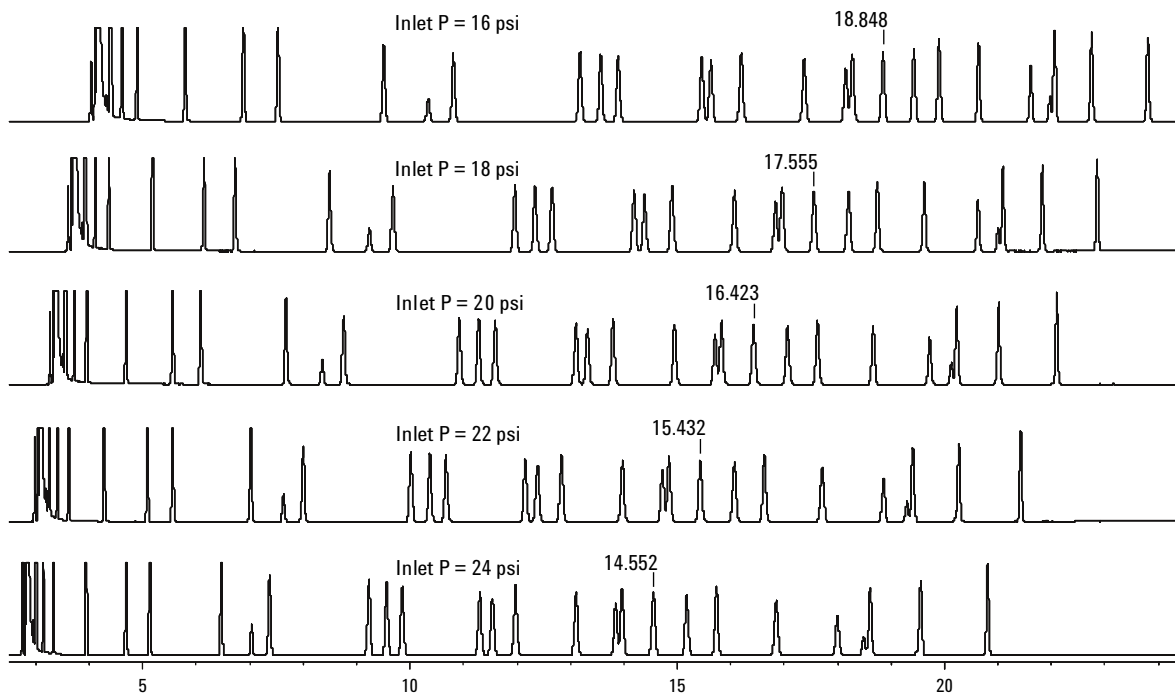 Inlet P = 16 psi
18.848
Inlet P = 18 psi
17.555
Inlet P = 20 psi
16.423
Inlet P = 22 psi
15.432
Inlet P = 24 psi
14.552
5 10 15 20